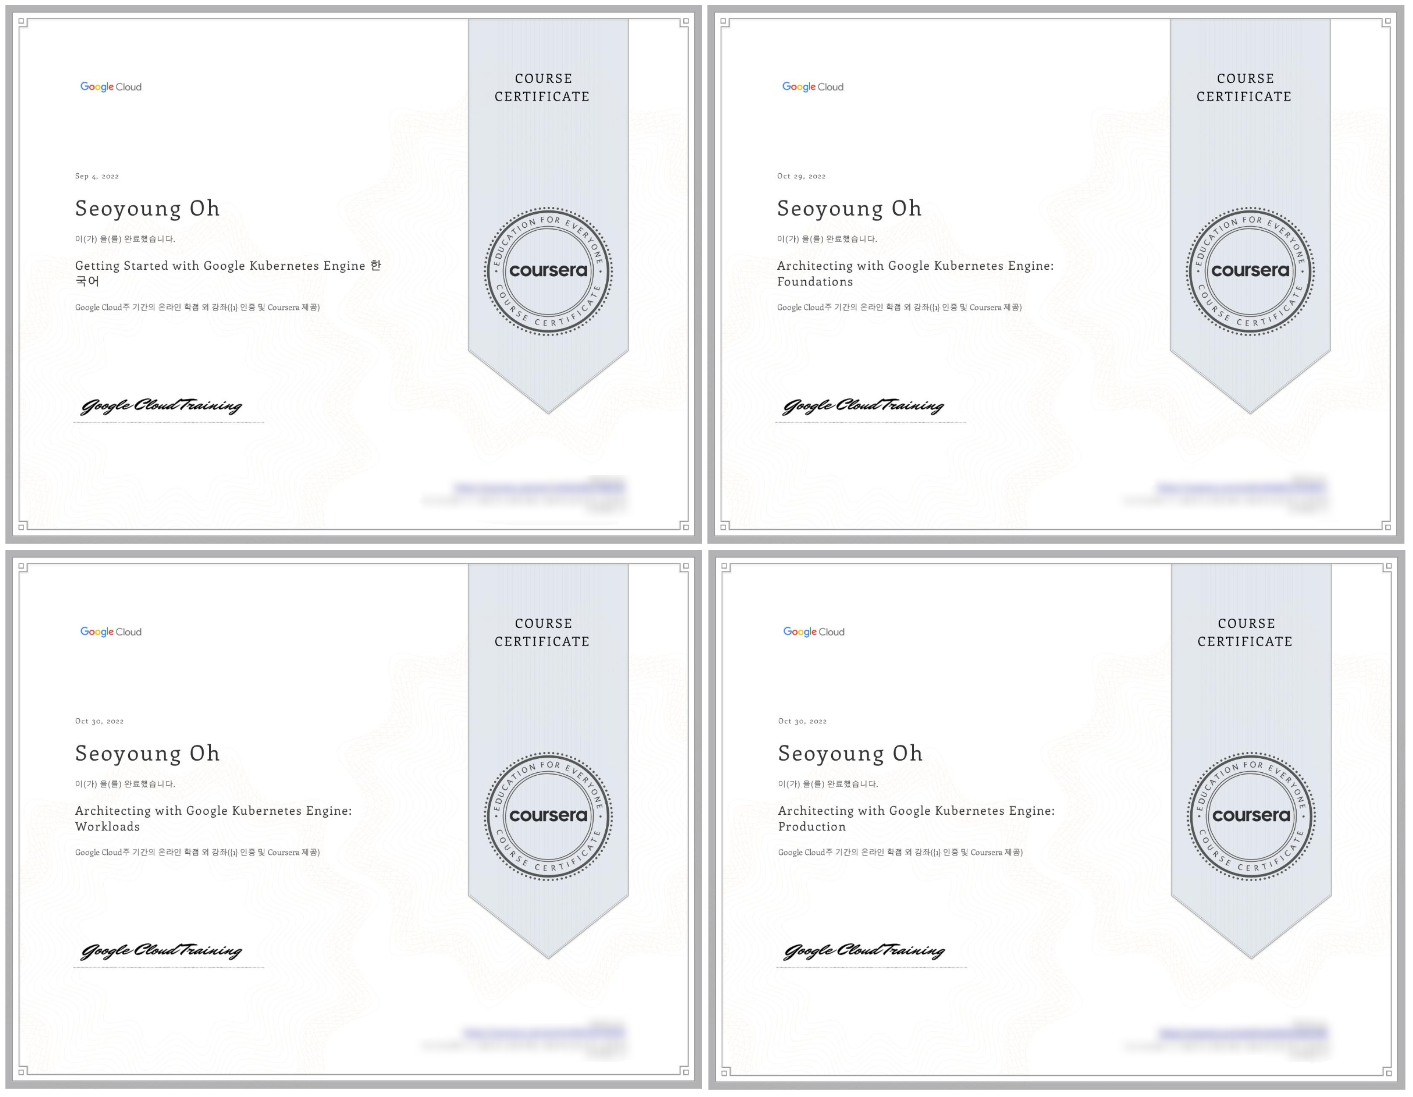 Google Cloud
COURSE
CERTIFICATE
Sep 4, 2022
Seoyoung Oh
이(가) 을(를) 완료했습니다.
Getting Started with Google Kubernetes Engine 한
국어
Google Cloud주 기간의 온라인 학점 외 강좌({1} 인증 및 Coursera 제공)
EDUCATION FOR EVERYONE
coursera
COURSE CERTIFICATE
Google Cloud Training
Google Cloud
COURSE
CERTIFICATE
Oct 29, 2022
Seoyoung Oh
이(가) 을(를) 완료했습니다.
Architecting with Google Kubernetes Engine:
Foundations
Google Cloud주 기간의 온라인 학점 외 강좌({1} 인증 및 Coursera 제공)
EDUCATION FOR EVERYONE
coursera
COURSE CERTIFICATE
Google Cloud Training
Google Cloud
COURSE
CERTIFICATE
Oct 30, 2022
Seoyoung Oh
이(가) 을(를) 완료했습니다.
Architecting with Google Kubernetes Engine:
Workloads
Google Cloud주 기간의 온라인 학점 외 강좌({1} 인증 및 Coursera 제공)
EDUCATION FOR EVERYONE
coursera
COURSE CERTIFICATE
Google Cloud Training
Google Cloud
COURSE
CERTIFICATE
Oct 30, 2022
Seoyoung Oh
이(가) 을(를) 완료했습니다.
Architecting with Google Kubernetes Engine:
Production
Google Cloud주 기간의 온라인 학점 외 강좌({1} 인증 및 Coursera 제공)
EDUCATION FOR EVERYONE
coursera
COURSE CERTIFICATE
Google Cloud Training